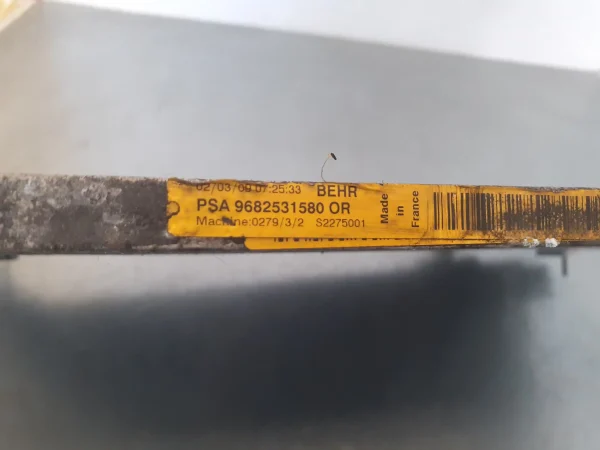 02/03/09 07:25:33 BEHR
PSA 9682531580 OR
Machine:0279/3/2 S2275001
Made
in
France